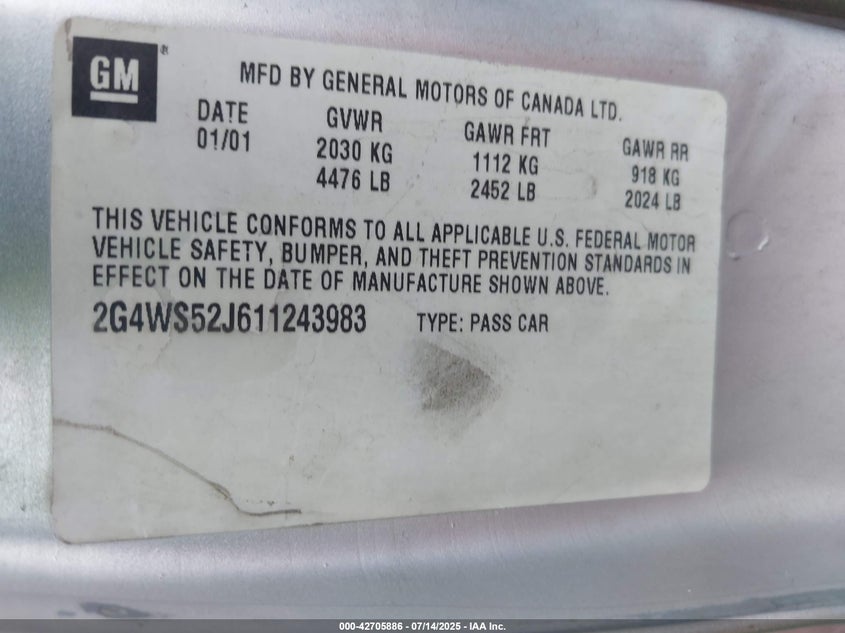 GM
MFD BY GENERAL MOTORS OF CANADA LTD.
DATE GVWR GAWR FRT GAWR RR
01/01 2030 KG 1112 KG 918 KG
4476 LB 2452 LB 2024 LB
THIS VEHICLE CONFORMS TO ALL APPLICABLE U.S. FEDERAL MOTOR
VEHICLE SAFETY, BUMPER, AND THEFT PREVENTION STANDARDS IN
EFFECT ON THE DATE OF MANUFACTURE SHOWN ABOVE.
2G4WS52J611243983 TYPE: PASS CAR
000-42705886 - 07/14/2025 - IAA Inc.